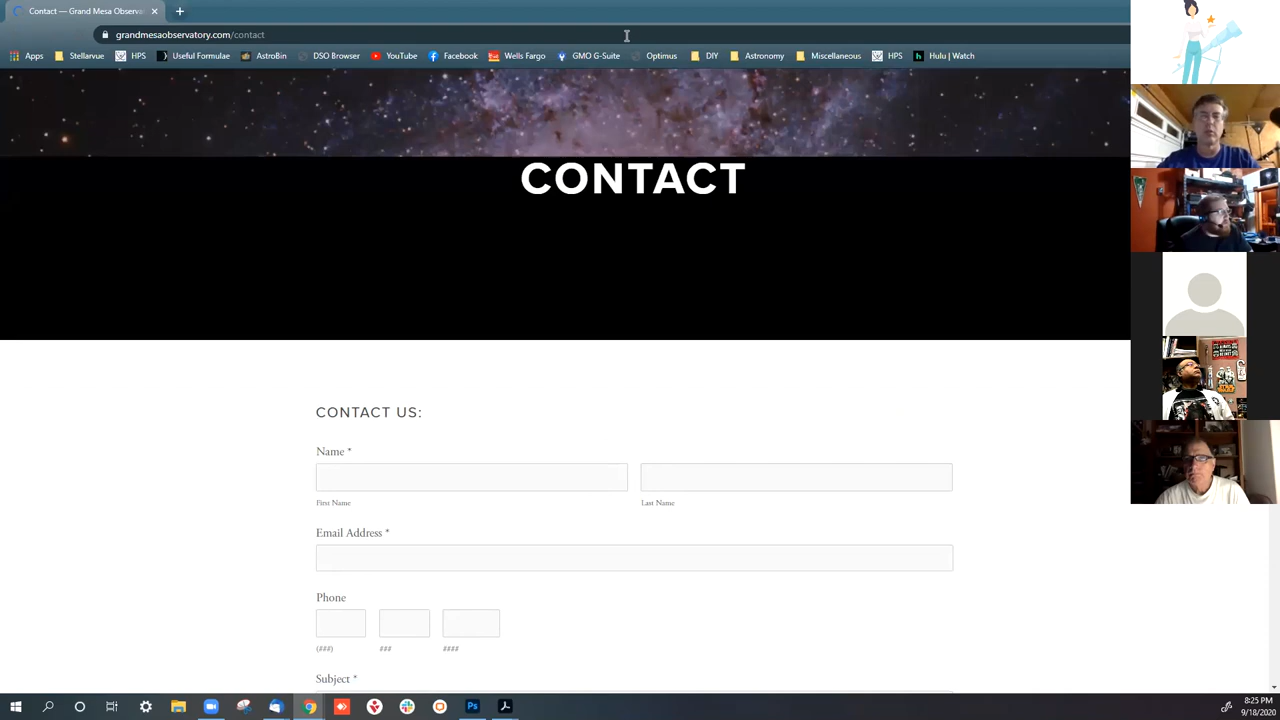 Contact — Grand Mesa Observa
grandmesaobservatory.com/contact
Apps Stellarvue HPS Useful Formulae AstroBin DSO Browser YouTube Facebook Wells Fargo GMO G-Suite Optimus DIY Astronomy Miscellaneous HPS Hulu | Watch
CONTACT
CONTACT US:
Name *
First Name Last Name
Email Address *
Phone
(###) ### ####
Subject *
8:25 PM
9/18/2020